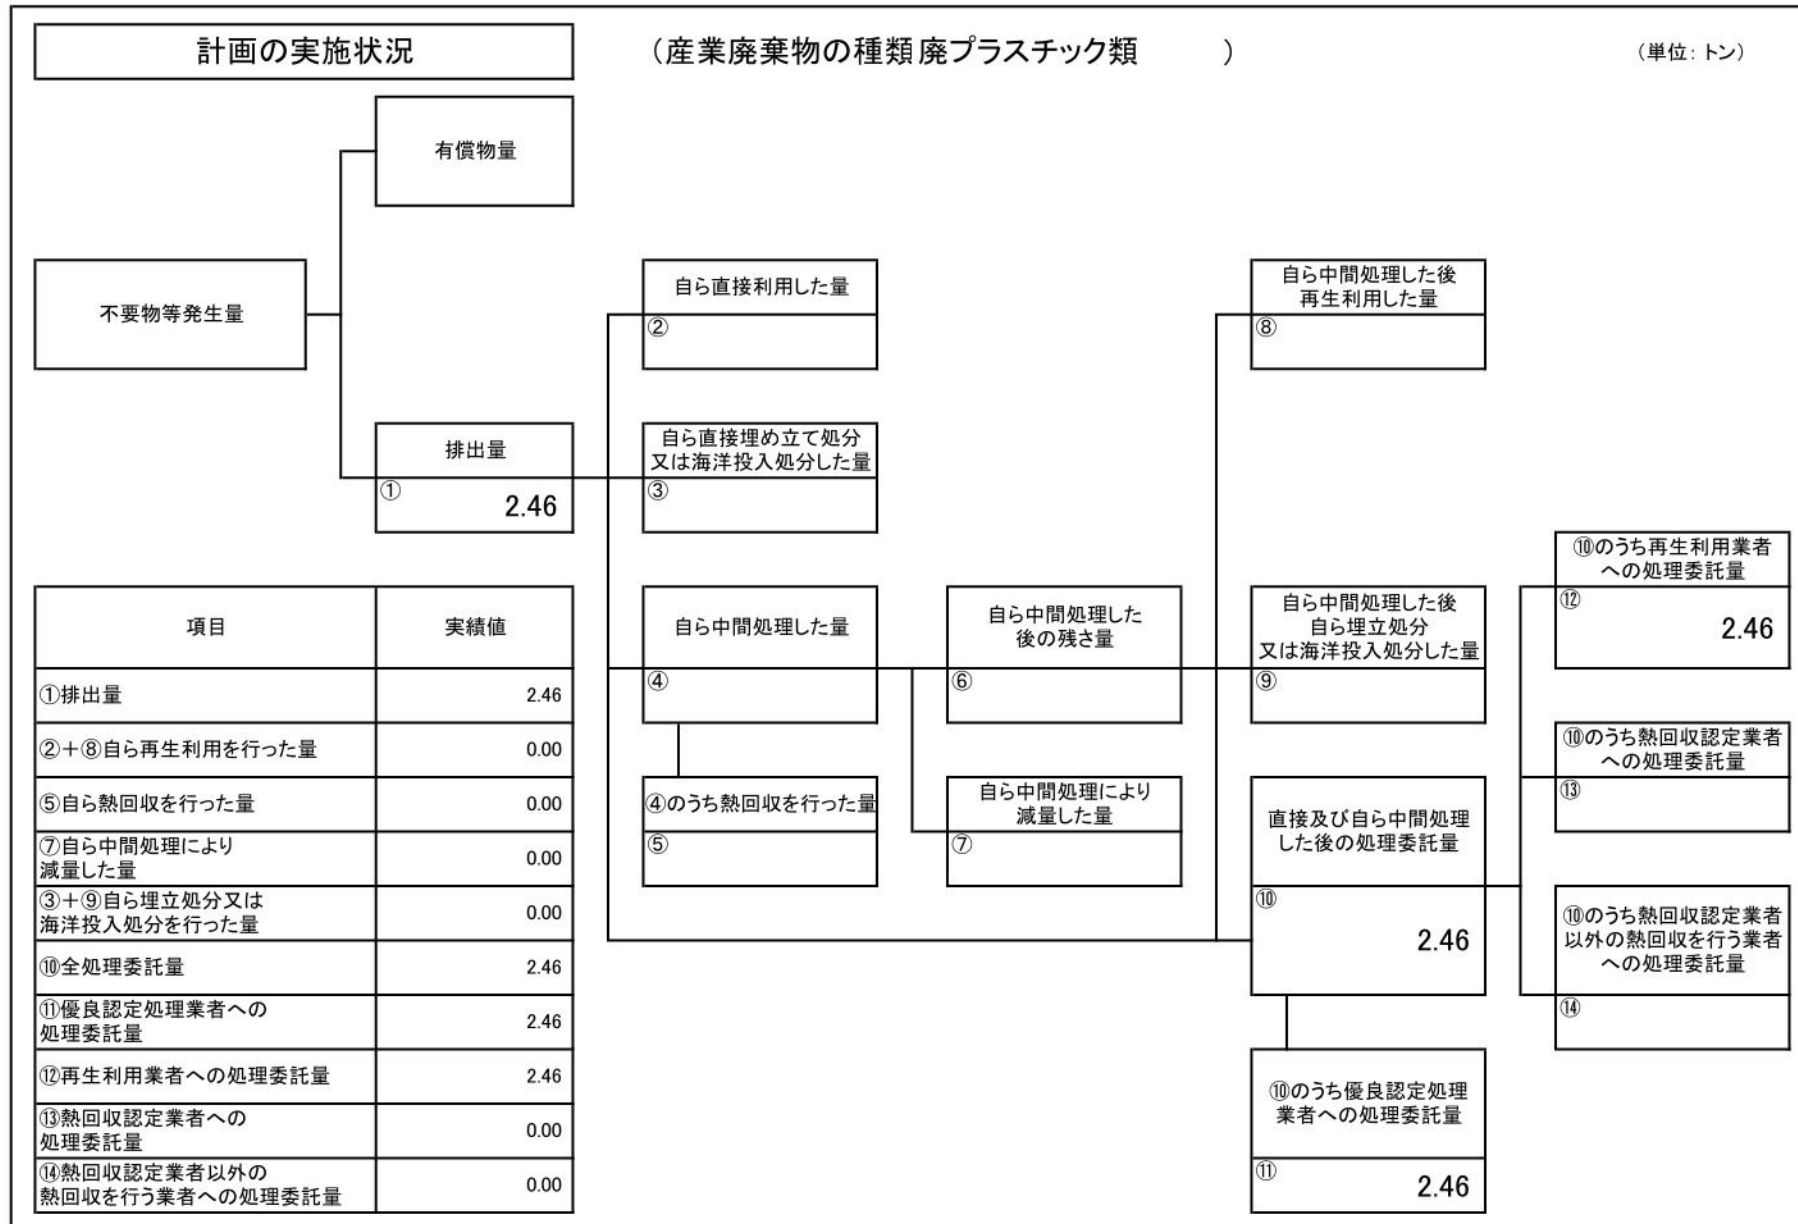 計画の実施状況
(産業廃棄物の種類 廃プラスチック類 )
(単位:トン)
有償物量
不要物等発生量
自ら直接利用した量
②
自ら中間処理した後
再生利用した量
⑧
排出量
①
2.46
自ら直接埋め立て処分
又は海洋投入処分した量
③
⑩のうち再生利用業者
への処理委託量
⑫
2.46
自ら中間処理した量
④
自ら中間処理した
後の残さ量
⑥
自ら中間処理した後
自ら埋立処分
又は海洋投入処分した量
⑨
⑩のうち熱回収認定業者
への処理委託量
⑬
④のうち熱回収を行った量
⑤
自ら中間処理により
減量した量
⑦
直接及び自ら中間処理
した後の処理委託量
⑩
2.46
⑩のうち熱回収認定業者
以外の熱回収を行う業者
への処理委託量
⑭
⑩のうち優良認定処理
業者への処理委託量
⑪
2.46
項目 実績値
①排出量 2.46
②+⑧自ら再生利用を行った量 0.00
⑤自ら熱回収を行った量 0.00
⑦自ら中間処理により
減量した量 0.00
③+⑨自ら埋立処分又は
海洋投入処分を行った量 0.00
⑩全処理委託量 2.46
⑪優良認定処理業者への
処理委託量 2.46
⑫再生利用業者への処理委託量 2.46
⑬熱回収認定業者への
処理委託量 0.00
⑭熱回収認定業者以外の
熱回収を行う業者への処理委託量 0.00